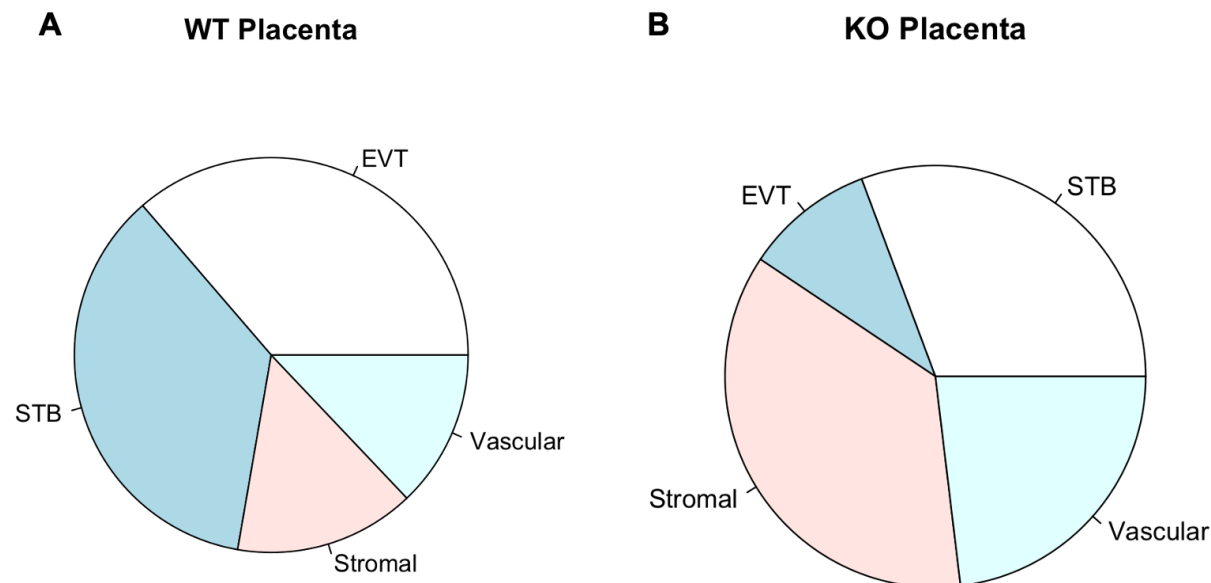 A
WT Placenta
EVT
STB
Stromal
Vascular
B
KO Placenta
STB
EVT
Stromal
Vascular